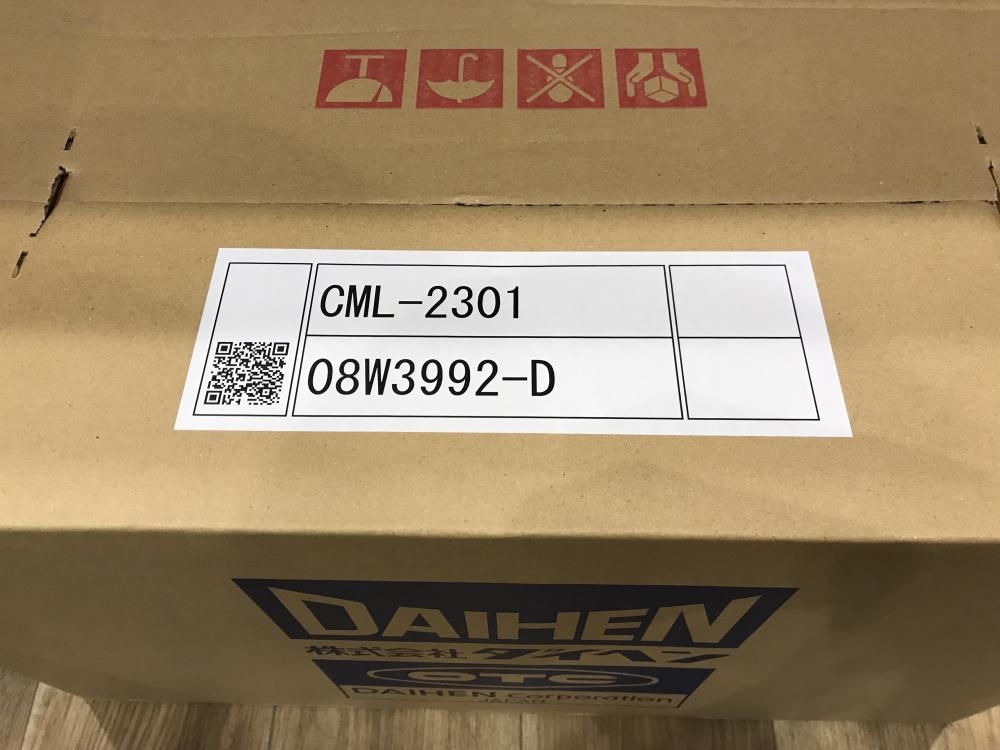 CML-2301
08W3992-D
DAIHEN
株式会社 ダイヘン
OTC
DAIHEN Corporation
JAPAN